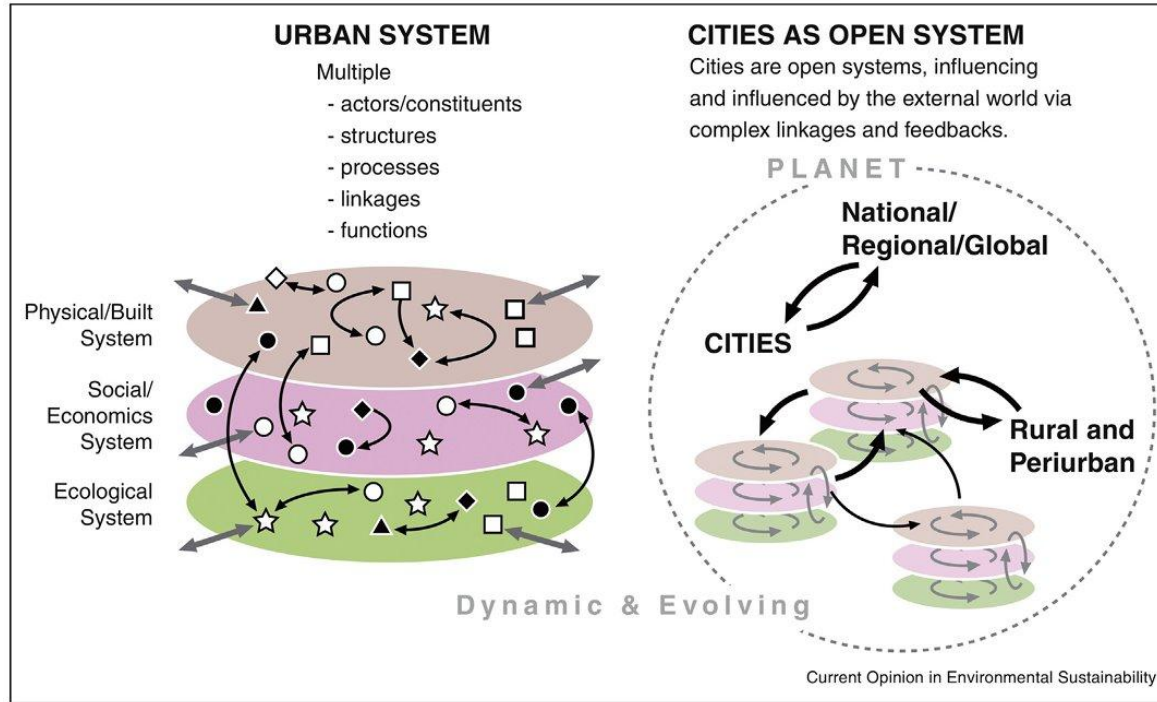 URBAN SYSTEM
Multiple
- actors/constituents
- structures
- processes
- linkages
- functions
Physical/Built
System
Social/
Economics
System
Ecological
System
CITIES AS OPEN SYSTEM
Cities are open systems, influencing
and influenced by the external world via
complex linkages and feedbacks.
PLANET
National/
Regional/Global
CITIES
Rural and
Periurban
Dynamic & Evolving
Current Opinion in Environmental Sustainability